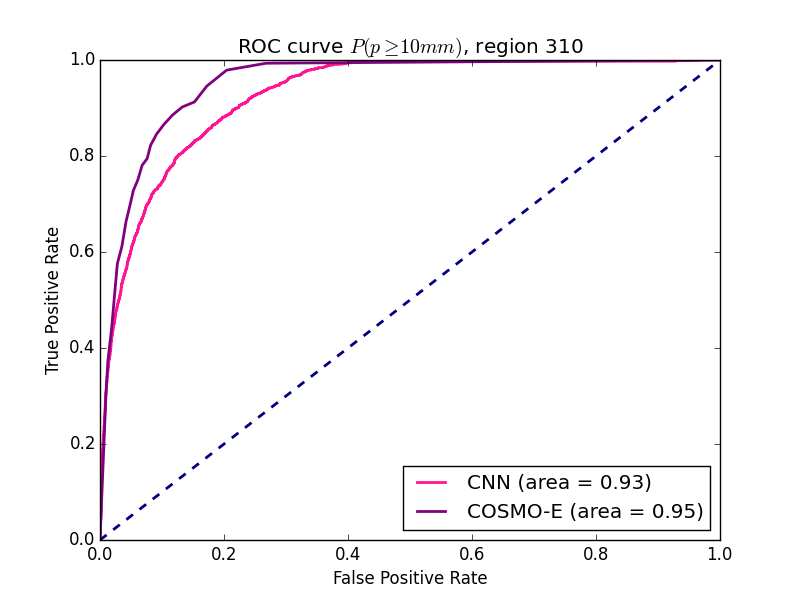 ROC curve P(p ≥10mm), region 310
1.0
0.8
0.6
0.4
0.2
0.0
True Positive Rate
CNN (area = 0.93)
COSMO-E (area = 0.95)
0.0 0.2 0.4 0.6 0.8 1.0
False Positive Rate